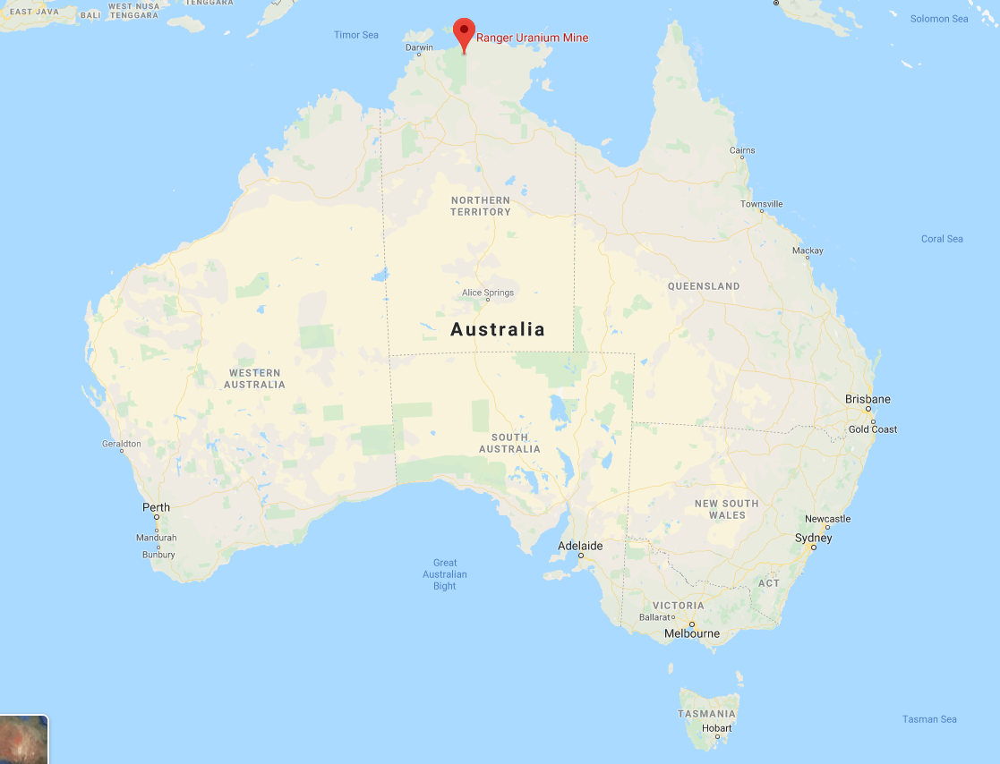 EAST JAVA
BALI
WEST NUSA
TENGGARA
TENGGARA
Solomon Sea
Timor Sea
Ranger Uranium Mine
Darwin
Cairns
NORTHERN
TERRITORY
Townsville
Coral Sea
Mackay
QUEENSLAND
Alice Springs
Australia
WESTERN
AUSTRALIA
Brisbane
Gold Coast
Geraldton
SOUTH
AUSTRALIA
Perth
NEW SOUTH
WALES
Newcastle
Mandurah
Sydney
Adelaide
Bunbury
Great
Australian
Bight
ACT
VICTORIA
Ballarat
Melbourne
TASMANIA
Tasman Sea
Hobart